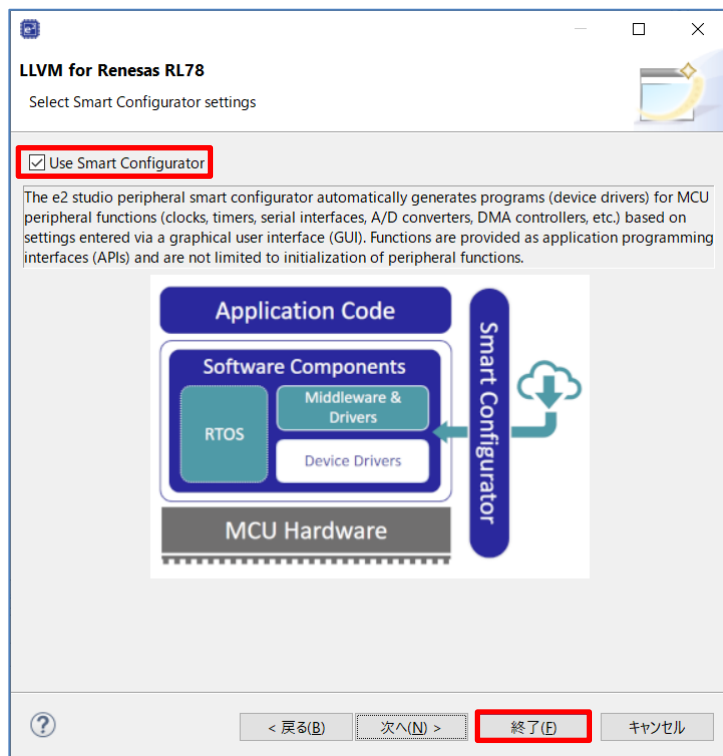 e²
LLVM for Renesas RL78
Select Smart Configurator settings
Use Smart Configurator
The e2 studio peripheral smart configurator automatically generates programs (device drivers) for MCU
peripheral functions (clocks, timers, serial interfaces, A/D converters, DMA controllers, etc.) based on
settings entered via a graphical user interface (GUI). Functions are provided as application programming
interfaces (APIs) and are not limited to initialization of peripheral functions.
Application Code
Software Components
RTOS
Middleware &
Drivers
Device Drivers
MCU Hardware
Smart Configurator
?
< 戻る(B)
次へ(N) >
終了(F)
キャンセル